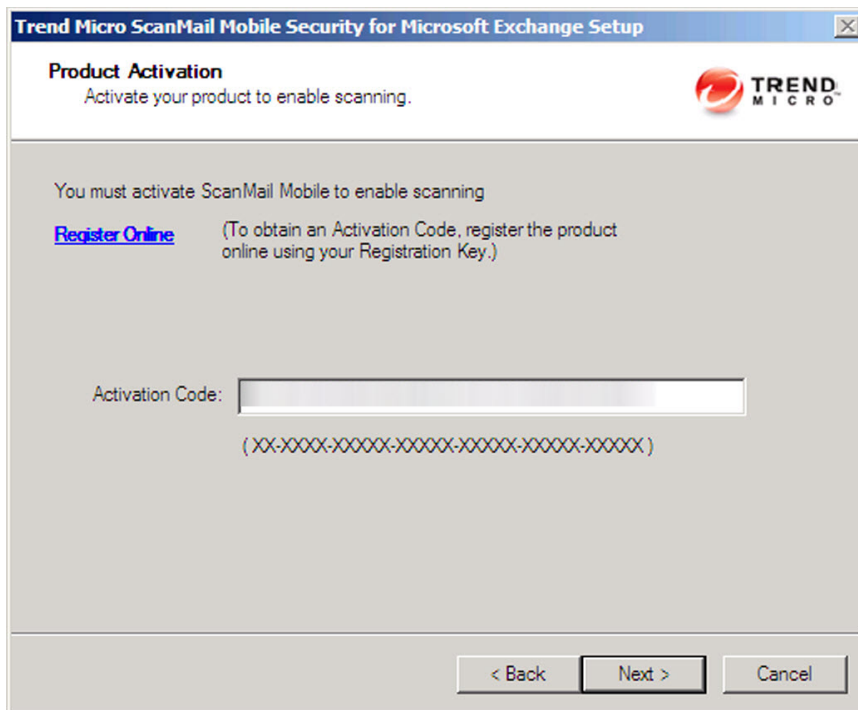 Trend Micro ScanMail Mobile Security for Microsoft Exchange Setup
Product Activation
Activate your product to enable scanning.
TREND
MICRO™
You must activate ScanMail Mobile to enable scanning
Register Online
(To obtain an Activation Code, register the product
online using your Registration Key.)
Activation Code:
( XX-XXXX-XXXXX-XXXXX-XXXXX-XXXXX-XXXXX )
< Back
Next >
Cancel